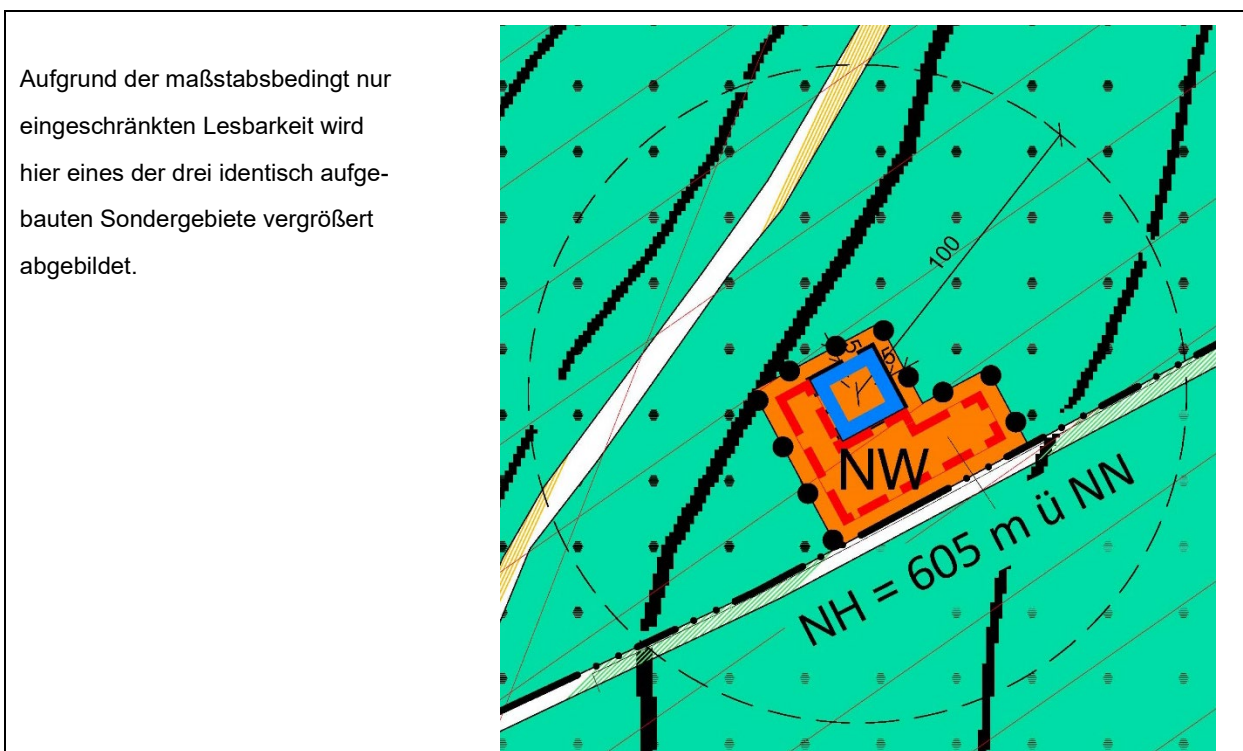 Aufgrund der maßstabsbedingt nur
eingeschränkten Lesbarkeit wird
hier eines der drei identisch aufge-
bauten Sondergebiete vergrößert
abgebildet.
100
5
5
NW
NH = 605 m ü NN